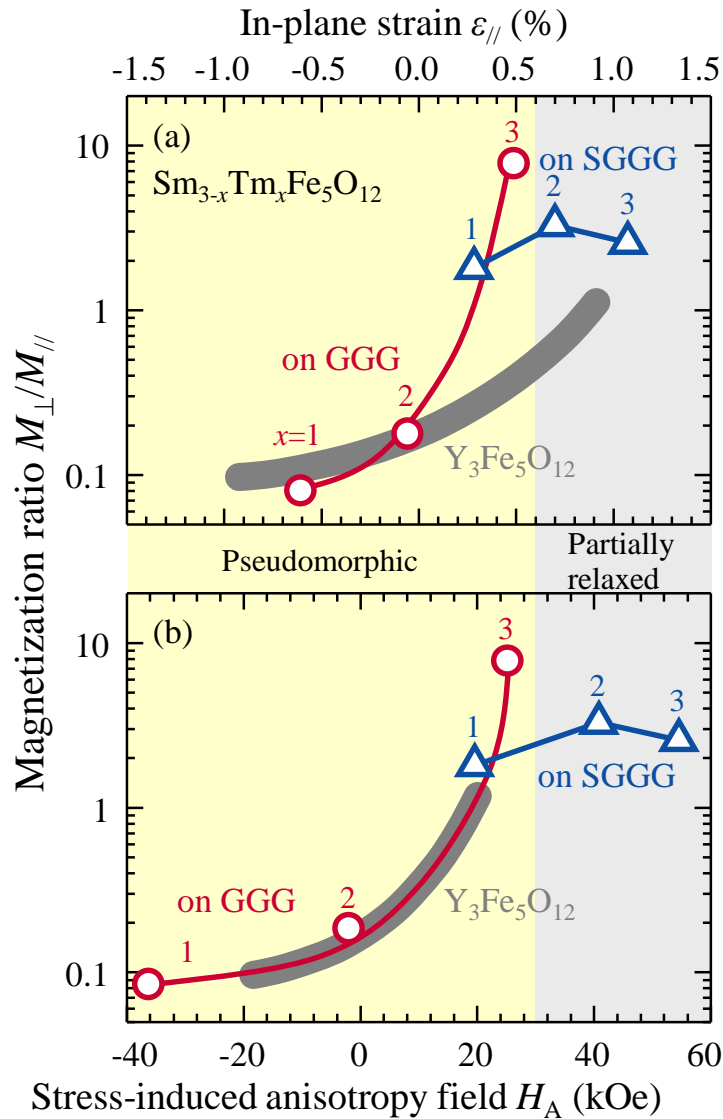 In-plane strain ε// (%)
-1.5 -1.0 -0.5 0.0 0.5 1.0 1.5
(a)
Sm3-xTmxFe5O12
10
1
0.1
3
on SGGG
1 2 3
on GGG
2
x=1
Y3Fe5O12
Magnetization ratio M⊥/M//
Pseudomorphic
Partially
relaxed
(b)
10
1
0.1
3
1 2 3
on SGGG
on GGG
2
1
Y3Fe5O12
-40 -20 0 20 40 60
Stress-induced anisotropy field HA (kOe)